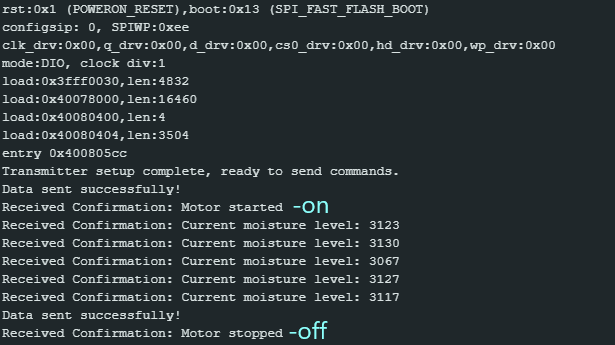 rst:0x1 (POWERON_RESET),boot:0x13 (SPI_FAST_FLASH_BOOT)
configsip: 0, SPIWP:0xee
clk_drv:0x00,q_drv:0x00,d_drv:0x00,cs0_drv:0x00,hd_drv:0x00,wp_drv:0x00
mode:DIO, clock div:1
load:0x3fff0030,len:4832
load:0x40078000,len:16460
load:0x40080400,len:4
load:0x40080404,len:3504
entry 0x400805cc
Transmitter setup complete, ready to send commands.
Data sent successfully!
Received Confirmation: Motor started -on
Received Confirmation: Current moisture level: 3123
Received Confirmation: Current moisture level: 3130
Received Confirmation: Current moisture level: 3067
Received Confirmation: Current moisture level: 3127
Received Confirmation: Current moisture level: 3117
Data sent successfully!
Received Confirmation: Motor stopped -off